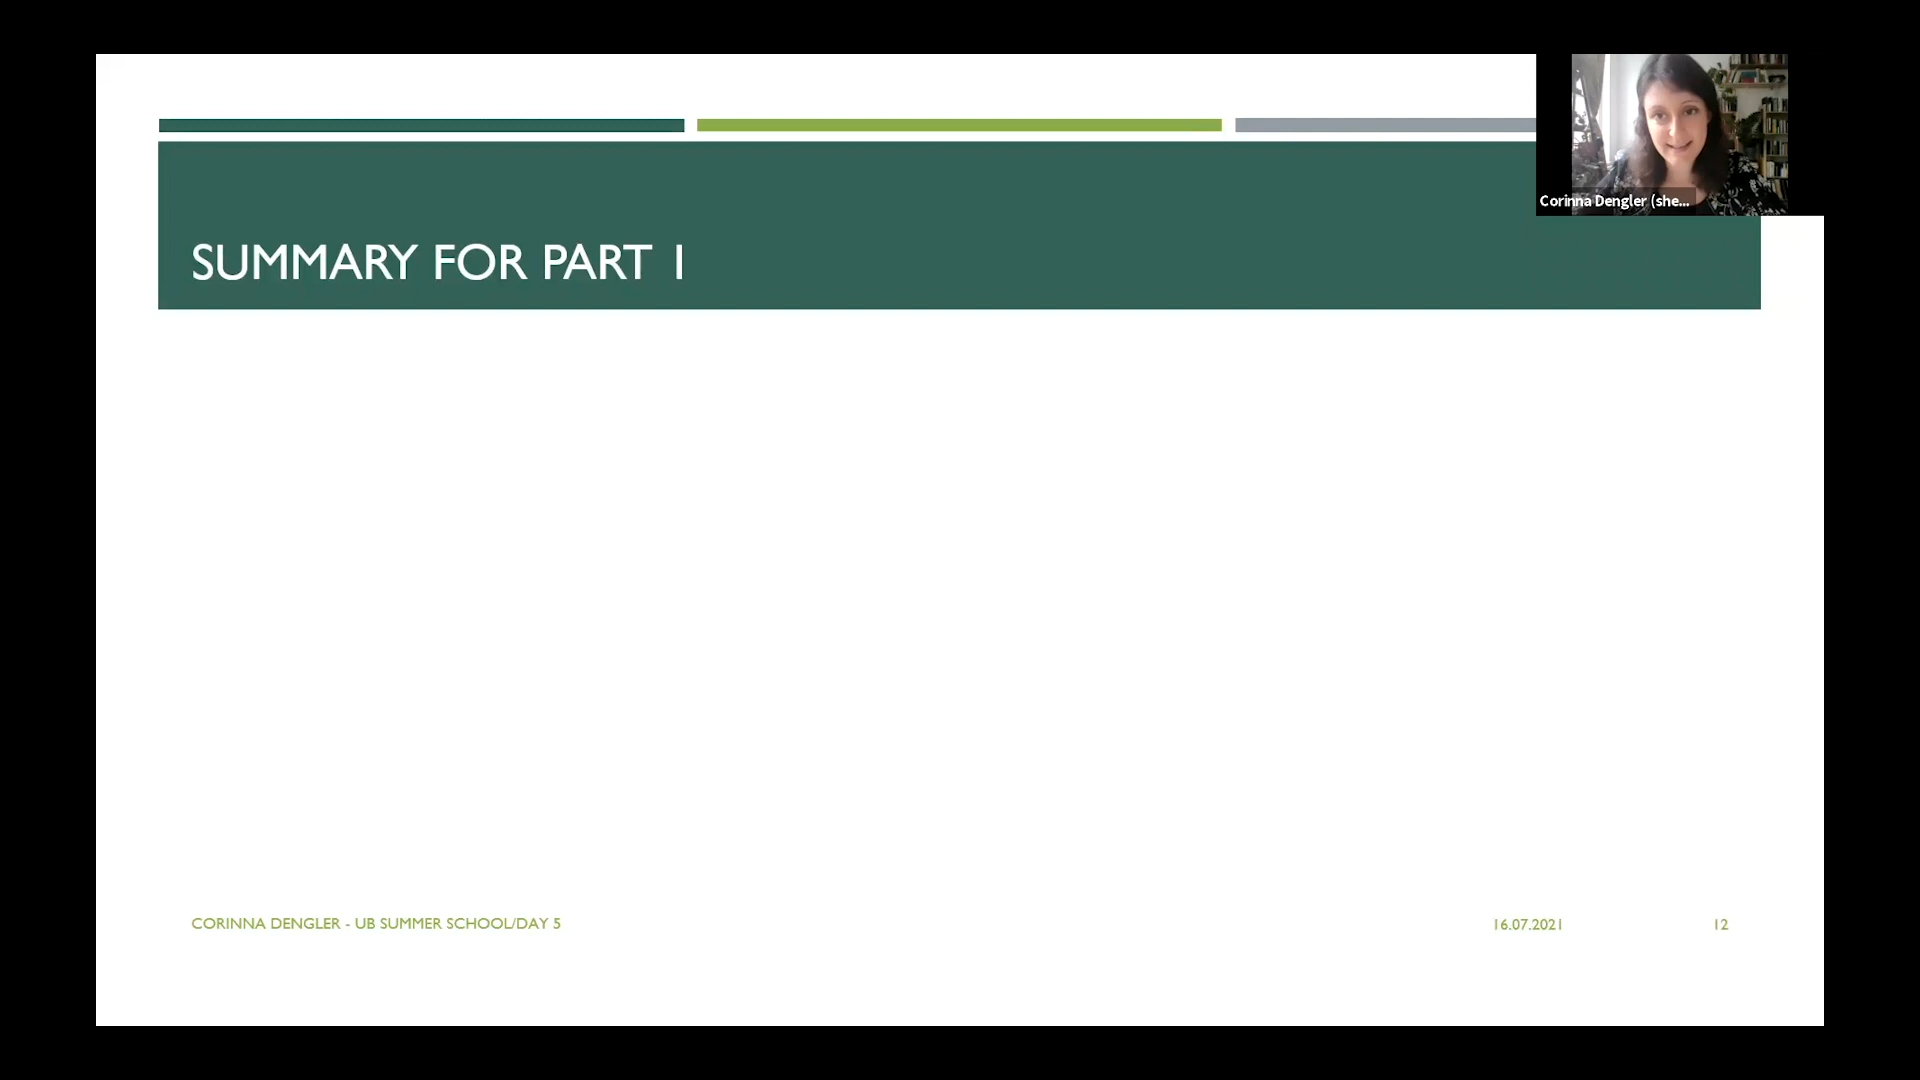 Corinna Dengler (she...
SUMMARY FOR PART 1
CORINNA DENGLER - UB SUMMER SCHOOL/DAY 5
16.07.2021
12